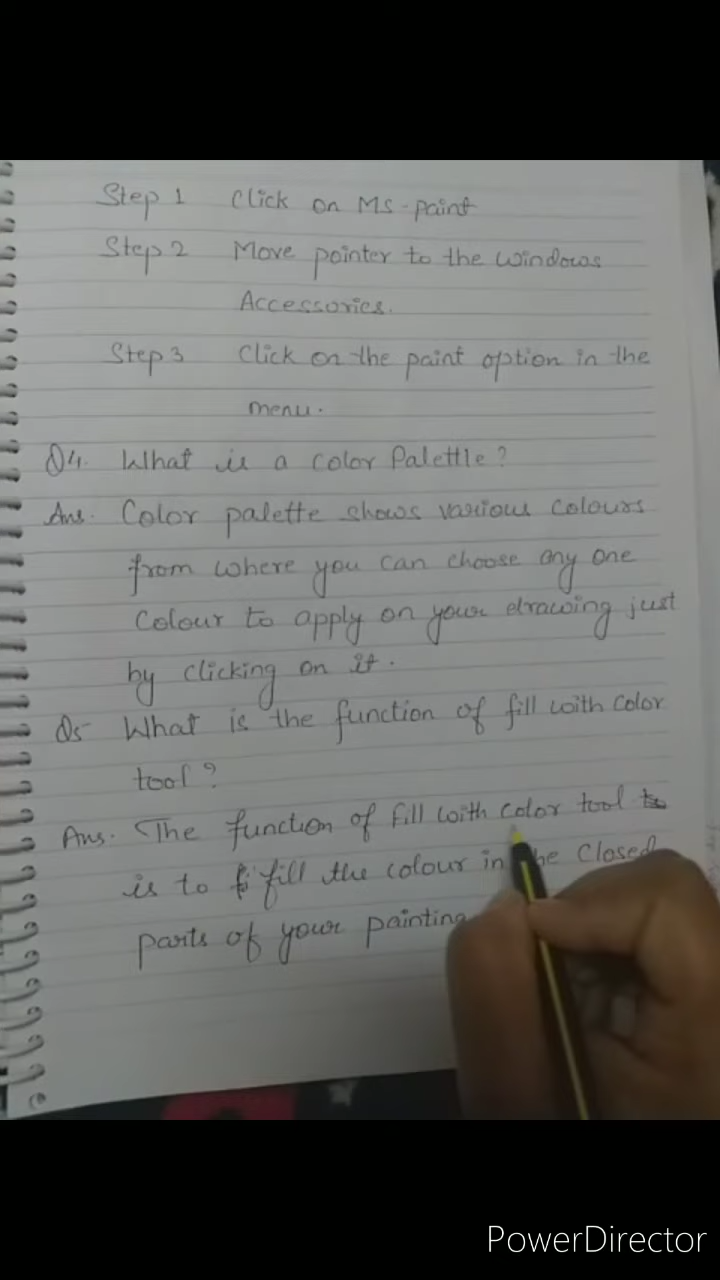 Step 1 Click on MS-paint
Step 2 Move pointer to the windows
Accessories.
Step 3 Click on the paint option in the
menu.
Q4. What is a color Palettle?
Ans. Color palette shows various colours
from where you can choose any one
colour to apply on your drawing just
by clicking on it.
Q5 What is the function of fill with color
tool?
Ans. The function of fill with color tool
is to fill the colour in the closed
parts of your painting
PowerDirector